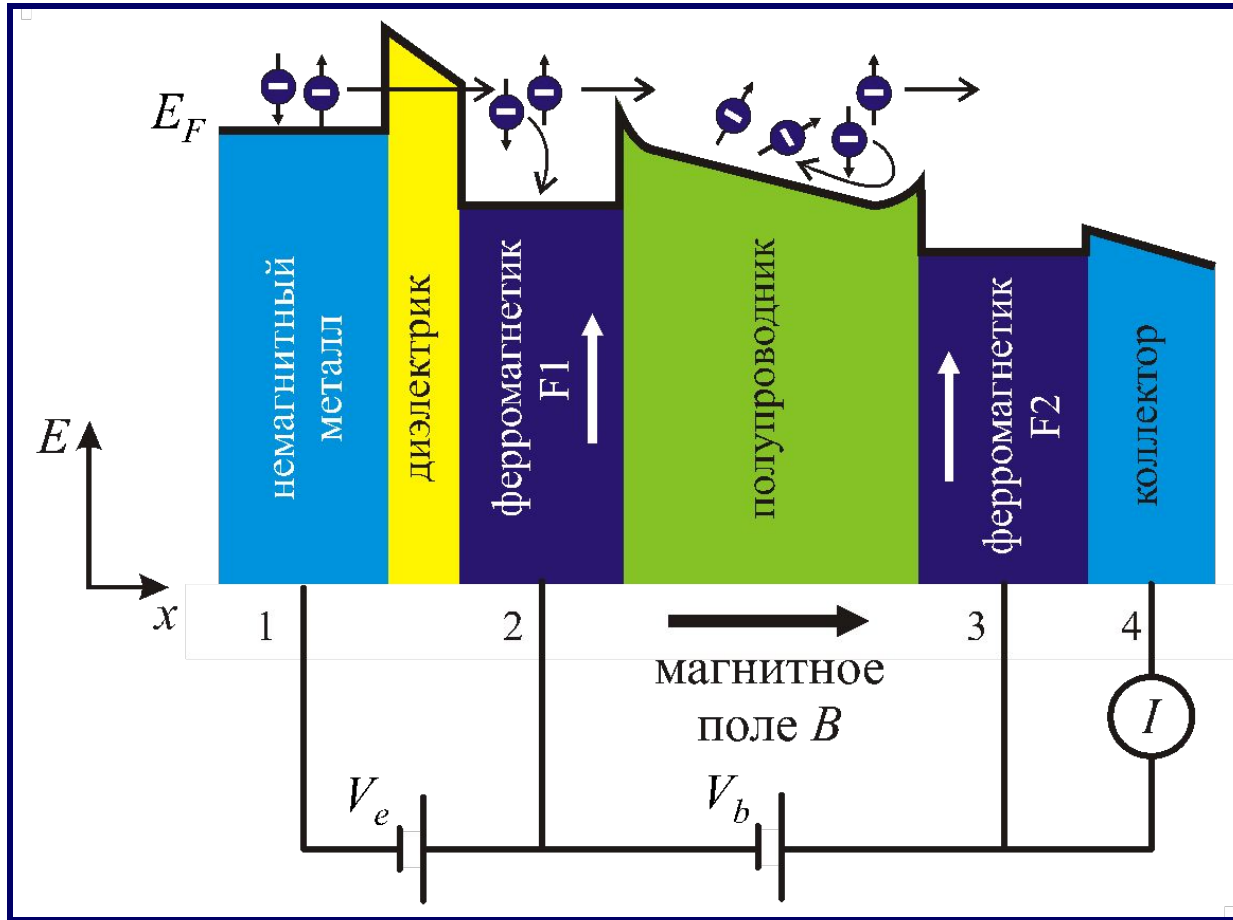 E_F
немагнитный
металл
диэлектрик
ферромагнетик
F1
полупроводник
ферромагнетик
F2
коллектор
E
x
1
2
3
4
магнитное
поле B
I
V_e
V_b